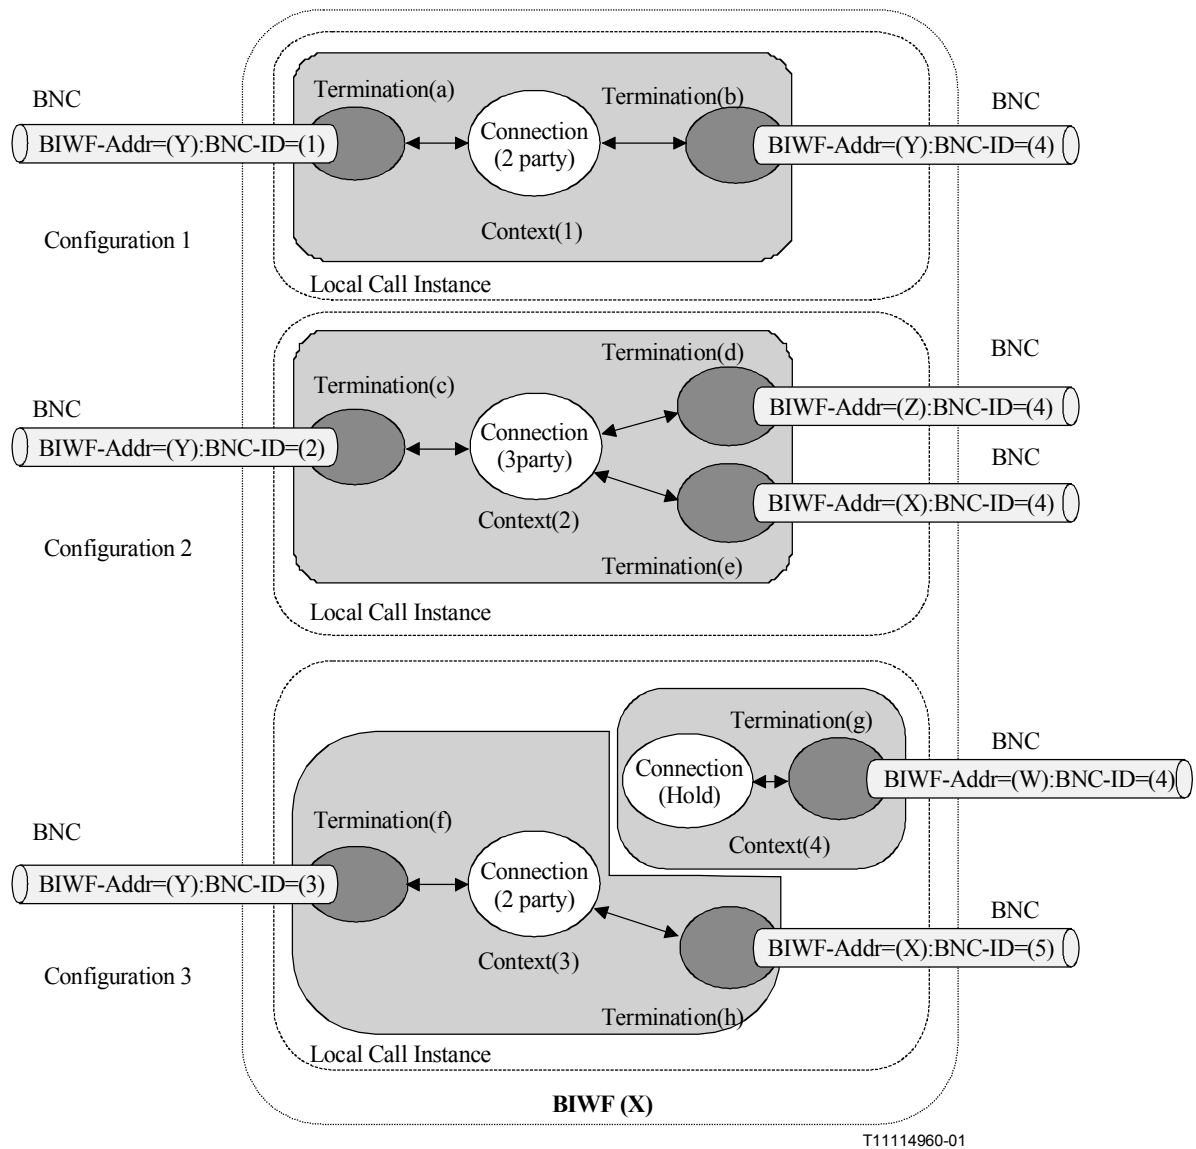 BNC
Termination(a)
Termination(b)
BNC
BIWF-Addr=(Y):BNC-ID=(1)
Connection
(2 party)
BIWF-Addr=(Y):BNC-ID=(4)
Configuration 1
Context(1)
Local Call Instance
BNC
Termination(c)
Termination(d)
BNC
BIWF-Addr=(Z):BNC-ID=(4)
BIWF-Addr=(Y):BNC-ID=(2)
Connection
(3party)
BNC
BIWF-Addr=(X):BNC-ID=(4)
Context(2)
Configuration 2
Termination(e)
Local Call Instance
Termination(g)
BNC
Connection
(Hold)
BIWF-Addr=(W):BNC-ID=(4)
BNC
Termination(f)
Context(4)
BIWF-Addr=(Y):BNC-ID=(3)
Connection
(2 party)
BNC
BIWF-Addr=(X):BNC-ID=(5)
Configuration 3
Context(3)
Termination(h)
Local Call Instance
BIWF (X)
T11114960-01